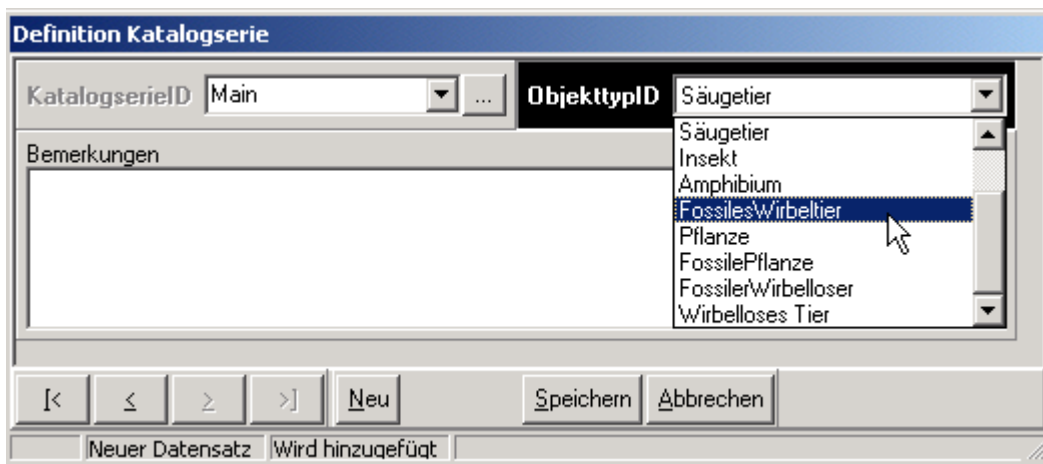 Definition Katalogserie
KatalogserieID Main ... ObjekttypID Säugetier
Bemerkungen
Säugetier
Insekt
Amphibium
FossilesWirbeltier
Pflanze
FossilePflanze
FossilerWirbelloser
Wirbelloses Tier
[< < > >] Neu Speichern Abbrechen
Neuer Datensatz Wird hinzugefügt